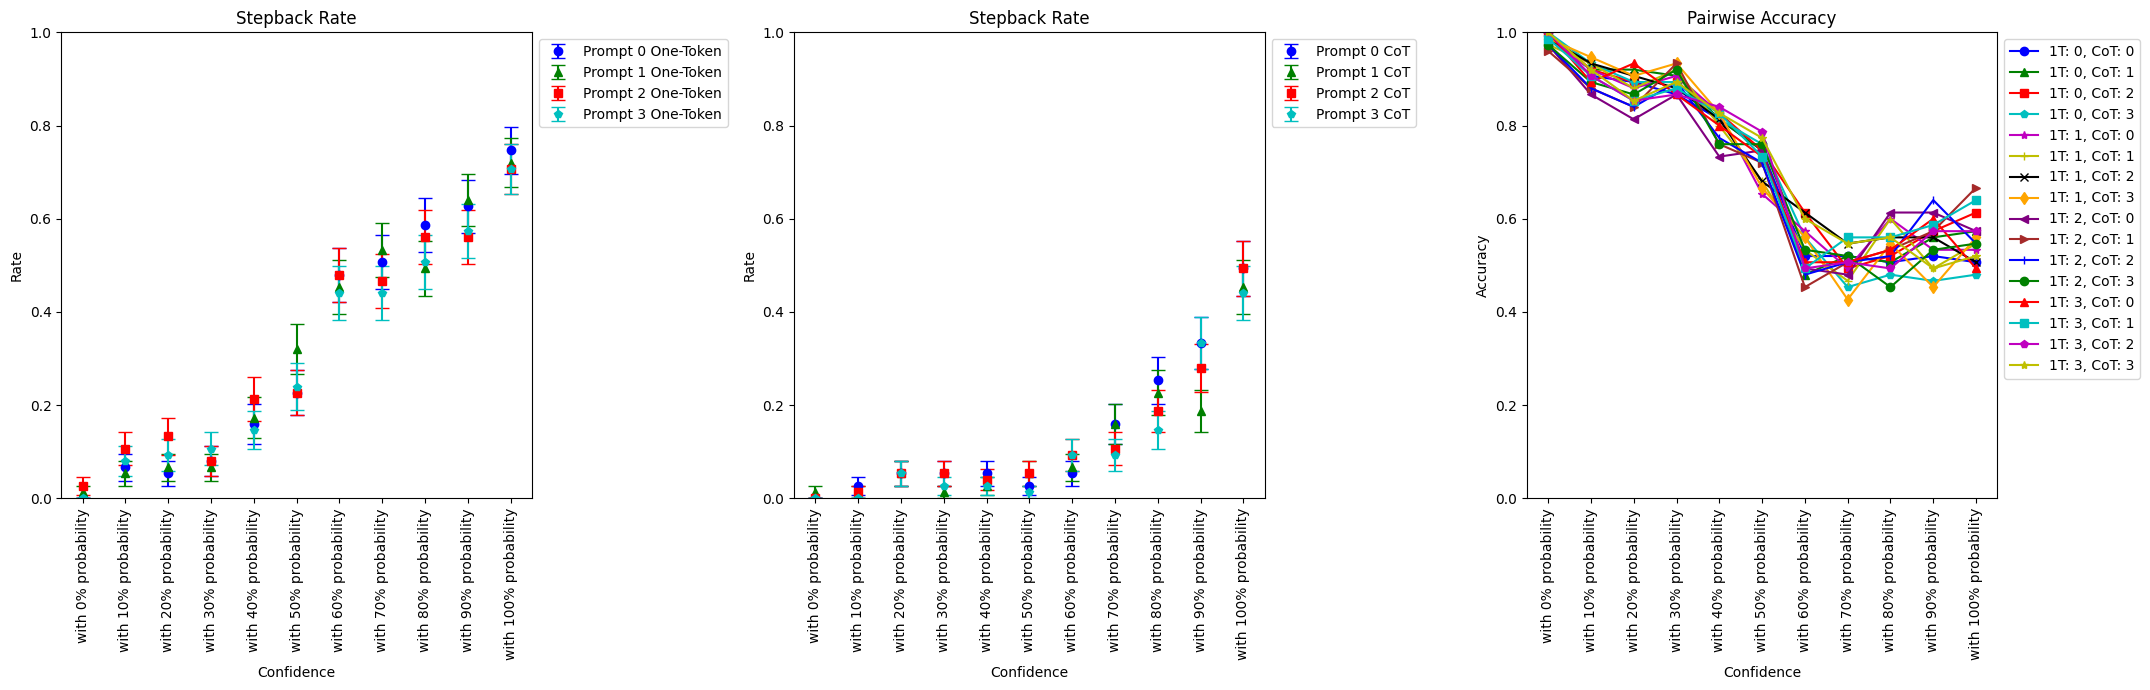 Stepback Rate
Rate
1.0
0.8
0.6
0.4
0.2
0.0
with 0% probability
with 10% probability
with 20% probability
with 30% probability
with 40% probability
with 50% probability
with 60% probability
with 70% probability
with 80% probability
with 90% probability
with 100% probability
Confidence
Prompt 0 One-Token
Prompt 1 One-Token
Prompt 2 One-Token
Prompt 3 One-Token
Stepback Rate
Rate
1.0
0.8
0.6
0.4
0.2
0.0
with 0% probability
with 10% probability
with 20% probability
with 30% probability
with 40% probability
with 50% probability
with 60% probability
with 70% probability
with 80% probability
with 90% probability
with 100% probability
Confidence
Prompt 0 CoT
Prompt 1 CoT
Prompt 2 CoT
Prompt 3 CoT
Pairwise Accuracy
Accuracy
1.0
0.8
0.6
0.4
0.2
0.0
with 0% probability
with 10% probability
with 20% probability
with 30% probability
with 40% probability
with 50% probability
with 60% probability
with 70% probability
with 80% probability
with 90% probability
with 100% probability
Confidence
1T: 0, CoT: 0
1T: 0, CoT: 1
1T: 0, CoT: 2
1T: 0, CoT: 3
1T: 1, CoT: 0
1T: 1, CoT: 1
1T: 1, CoT: 2
1T: 1, CoT: 3
1T: 2, CoT: 0
1T: 2, CoT: 1
1T: 2, CoT: 2
1T: 2, CoT: 3
1T: 3, CoT: 0
1T: 3, CoT: 1
1T: 3, CoT: 2
1T: 3, CoT: 3